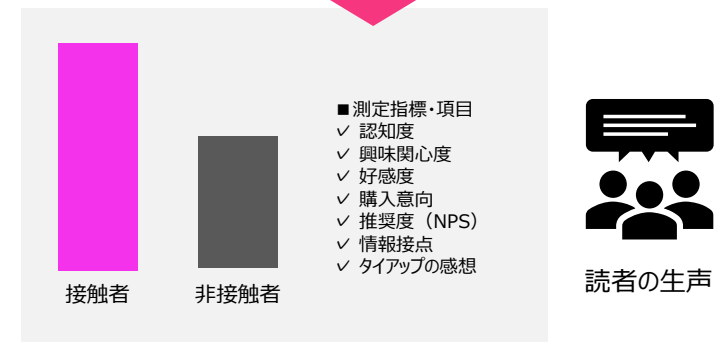 ■測定指標・項目
✓ 認知度
✓ 興味関心度
✓ 好感度
✓ 購入意向
✓ 推奨度（NPS）
✓ 情報接点
✓ タイアップの感想
接触者
非接触者
読者の生声